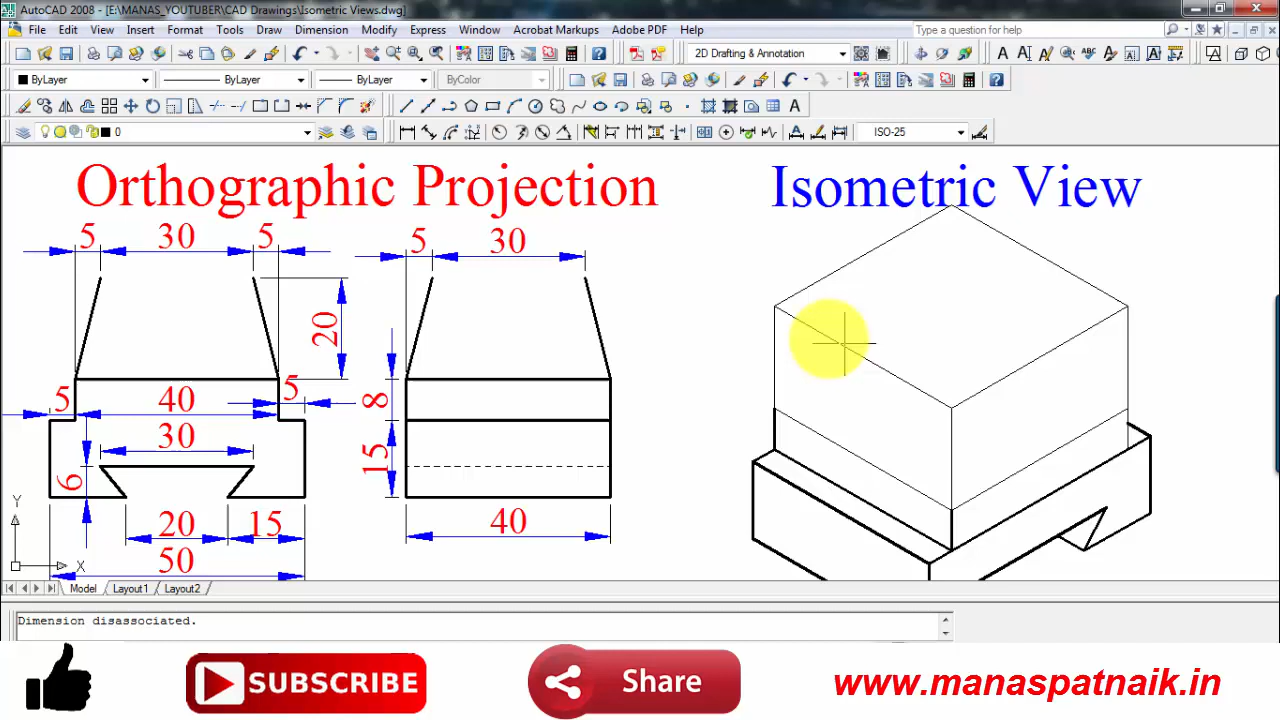 AutoCAD 2008 - [E:\MANAS_YOUTUBER\CAD Drawings\Isometric Views.dwg]
File Edit View Insert Format Tools Draw Dimension Modify Express Window Acrobat Markups Adobe PDF Help Type a question for help
2D Drafting & Annotation
ByLayer ByLayer ByLayer ByColor
0 ISO-25
Orthographic Projection
Isometric View
5 30 5 5 30
20
5 40 5 8
30
6 15
20 15 40
50
Y
X
Model Layout1 Layout2
Dimension disassociated.
SUBSCRIBE
Share
www.manaspatnaik.in